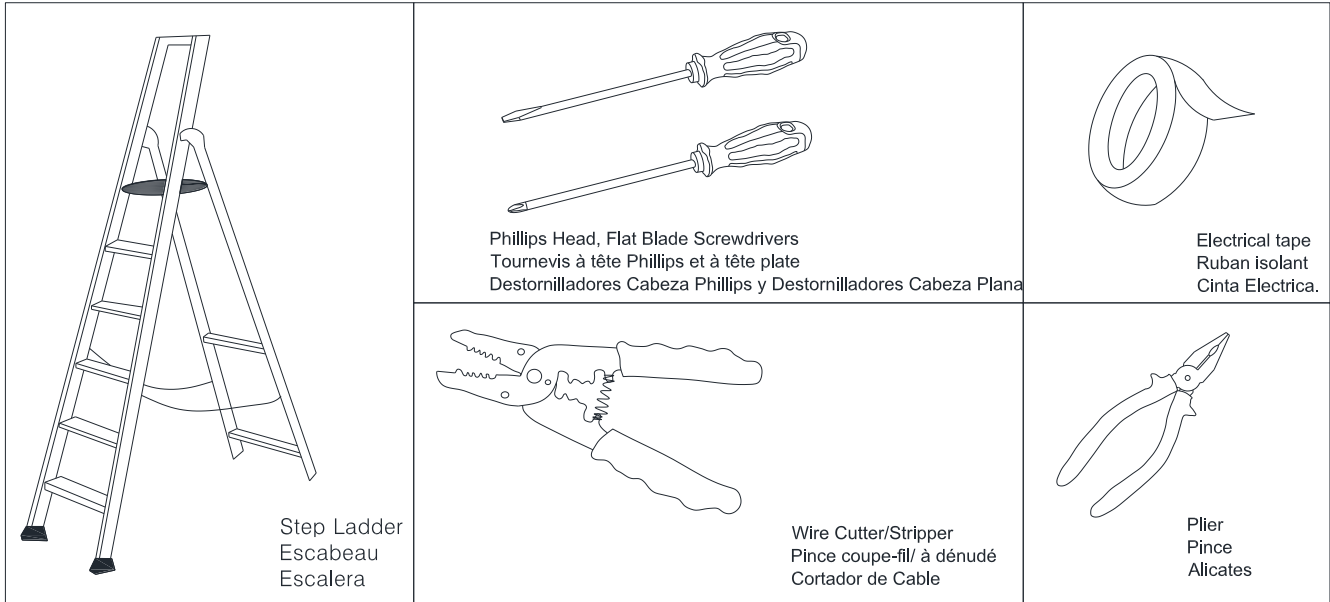 Step Ladder
Escabeau
Escalera
Phillips Head, Flat Blade Screwdrivers
Tournevis à tête Phillips et à tête plate
Destornilladores Cabeza Phillips y Destornilladores Cabeza Plana
Electrical tape
Ruban isolant
Cinta Electrica.
Wire Cutter/Stripper
Pince coupe-fil/ à dénudé
Cortador de Cable
Plier
Pince
Alicates